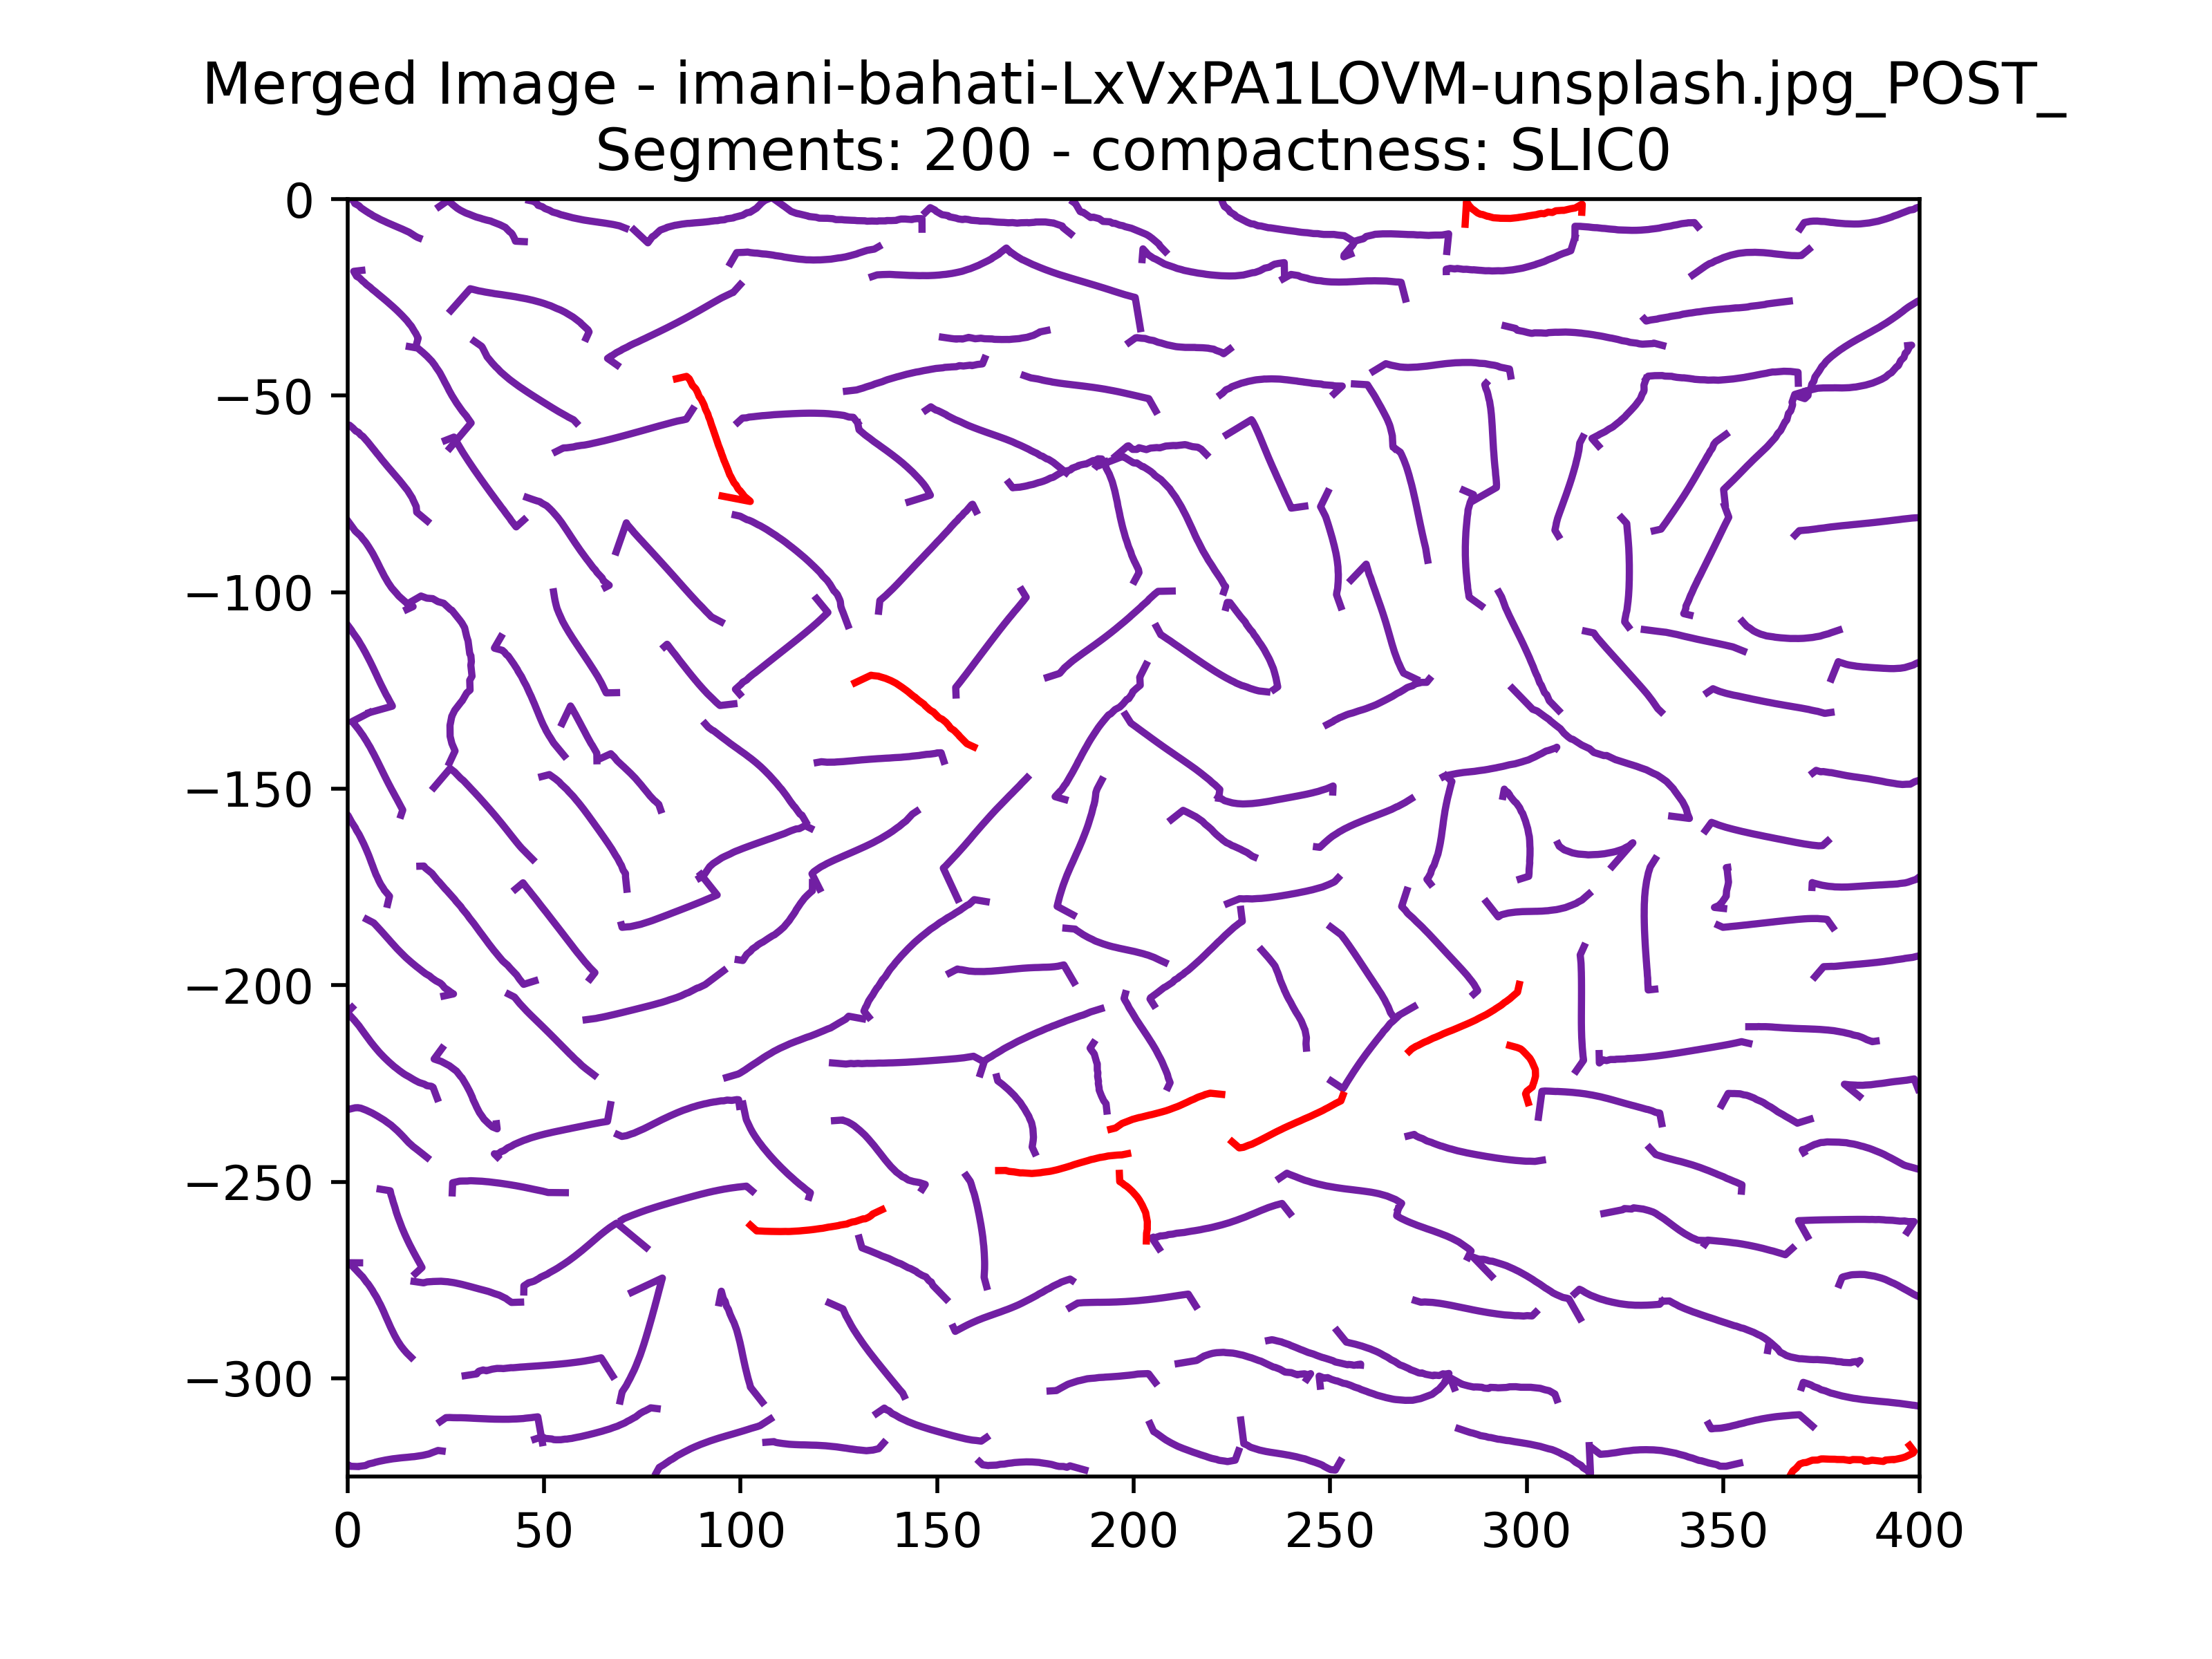 Merged Image - imani-bahati-LxVxPA1LOVM-unsplash.jpg_POST_
Segments: 200 - compactness: SLIC0
0
−50
−100
−150
−200
−250
−300
0 50 100 150 200 250 300 350 400